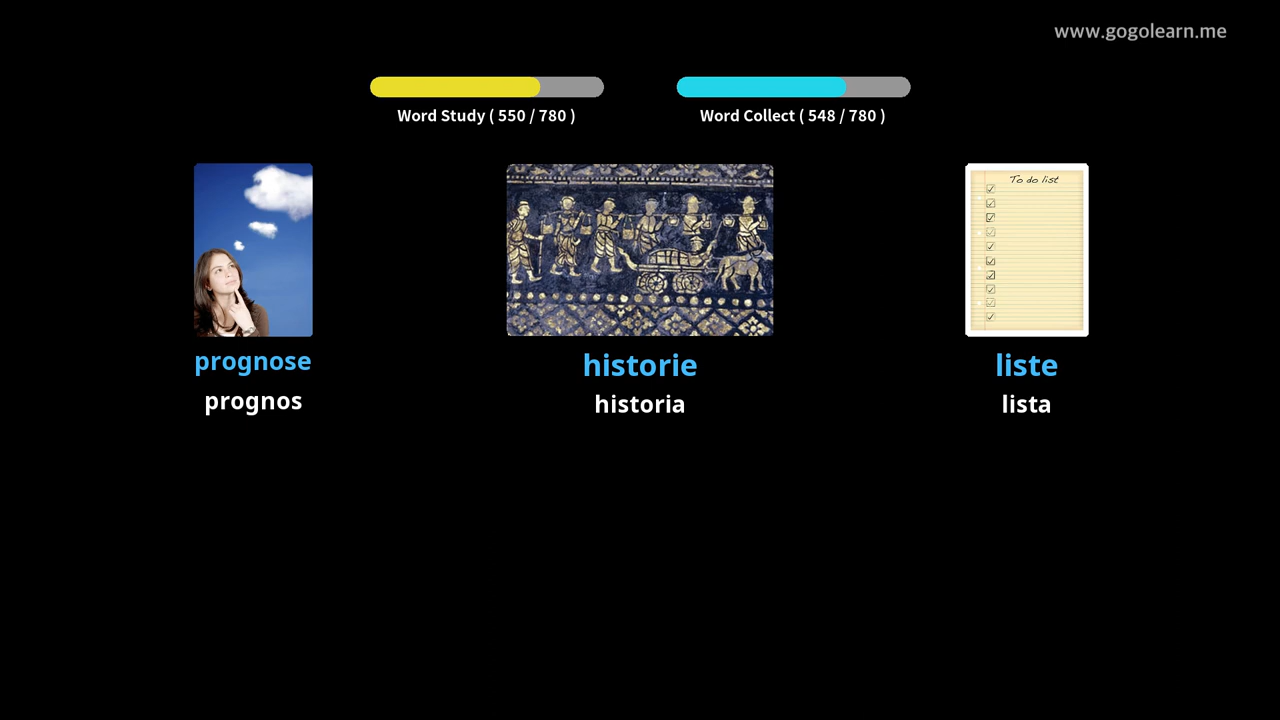 www.gogolearn.me
Word Study ( 550 / 780 )
Word Collect ( 548 / 780 )
To do list
prognose
historie
liste
prognos
historia
lista